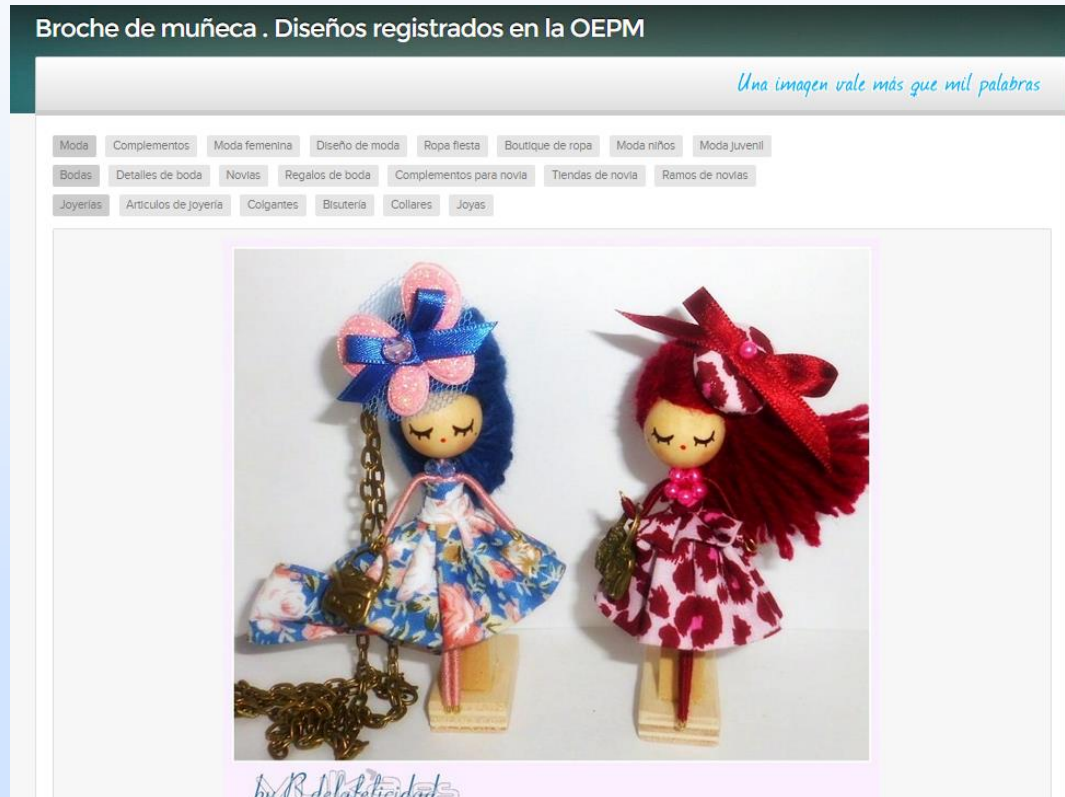 Broche de muñeca . Diseños registrados en la OEPM
Una imagen vale más que mil palabras
Moda Complementos Moda femenina Diseño de moda Ropa fiesta Boutique de ropa Moda niños Moda juvenil
Bodas Detalles de boda Novias Regalos de boda Complementos para novia Tiendas de novia Ramos de novias
Joyerías Artículos de joyería Colgantes Bisutería Collares Joyas
by R delafelicidad